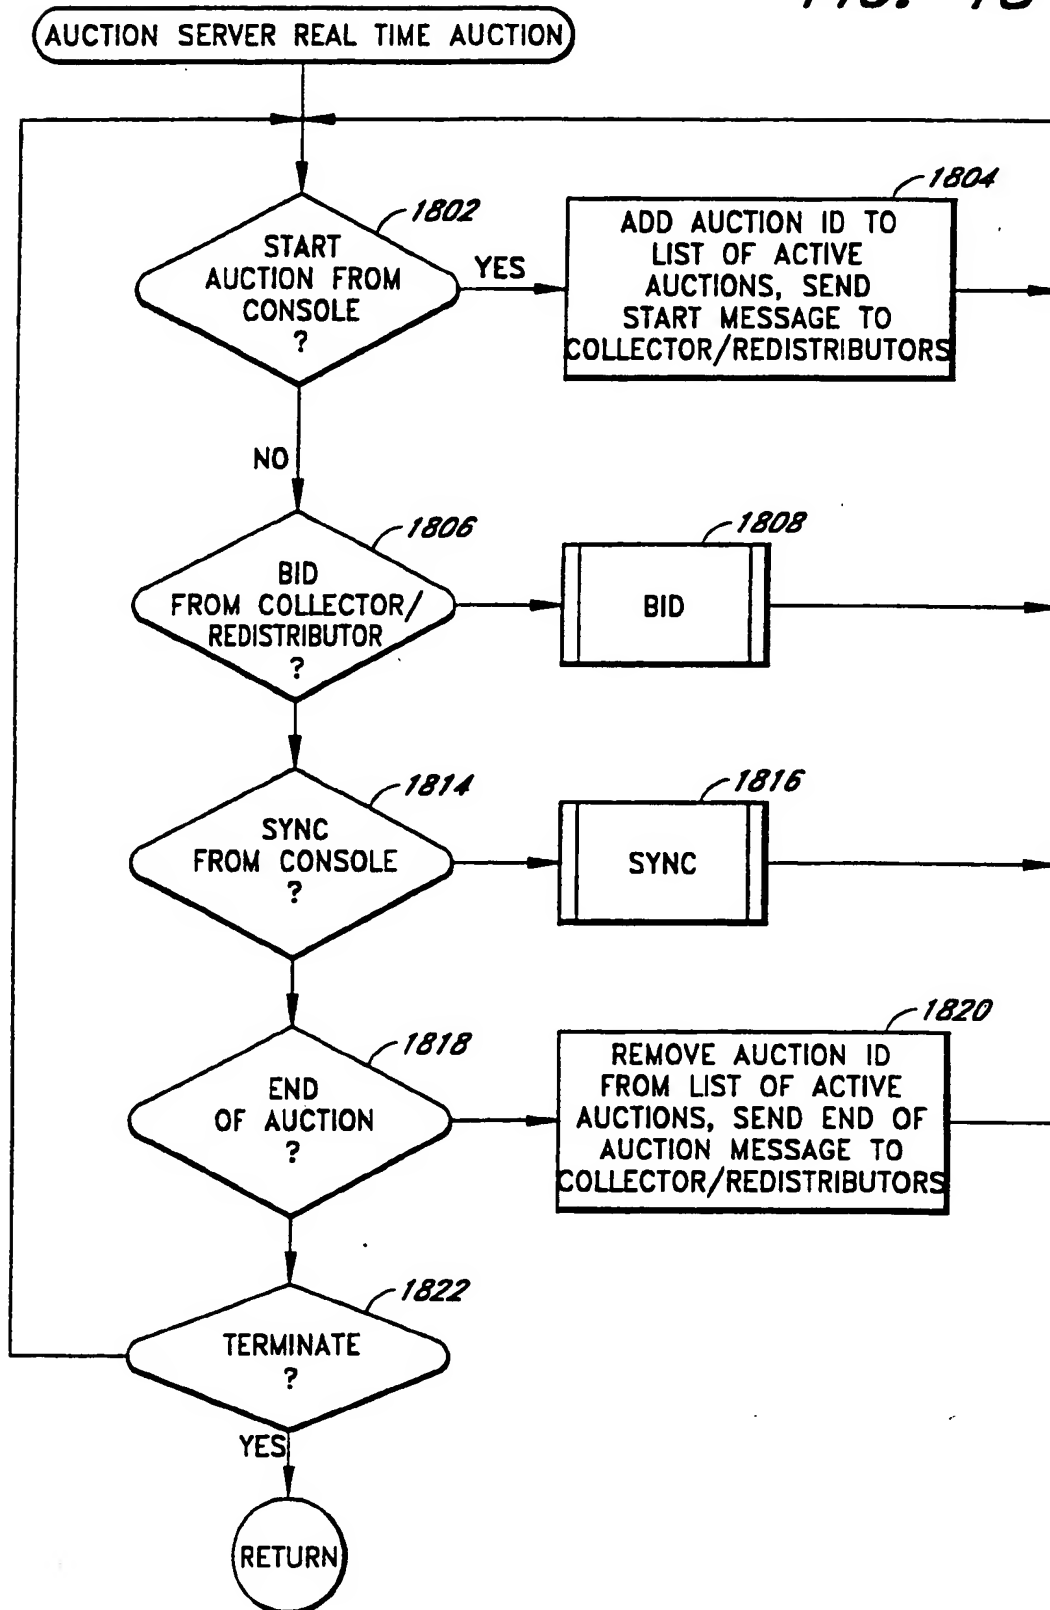 AUCTION SERVER REAL TIME AUCTION
1802
START
AUCTION FROM
CONSOLE
?
YES
1804
ADD AUCTION ID TO
LIST OF ACTIVE
AUCTIONS, SEND
START MESSAGE TO
COLLECTOR/REDISTRIBUTORS
NO
1806
BID
FROM COLLECTOR/
REDISTRIBUTOR
?
1808
BID
1814
SYNC
FROM CONSOLE
?
1816
SYNC
1818
END
OF AUCTION
?
1820
REMOVE AUCTION ID
FROM LIST OF ACTIVE
AUCTIONS, SEND END OF
AUCTION MESSAGE TO
COLLECTOR/REDISTRIBUTORS
1822
TERMINATE
?
YES
RETURN